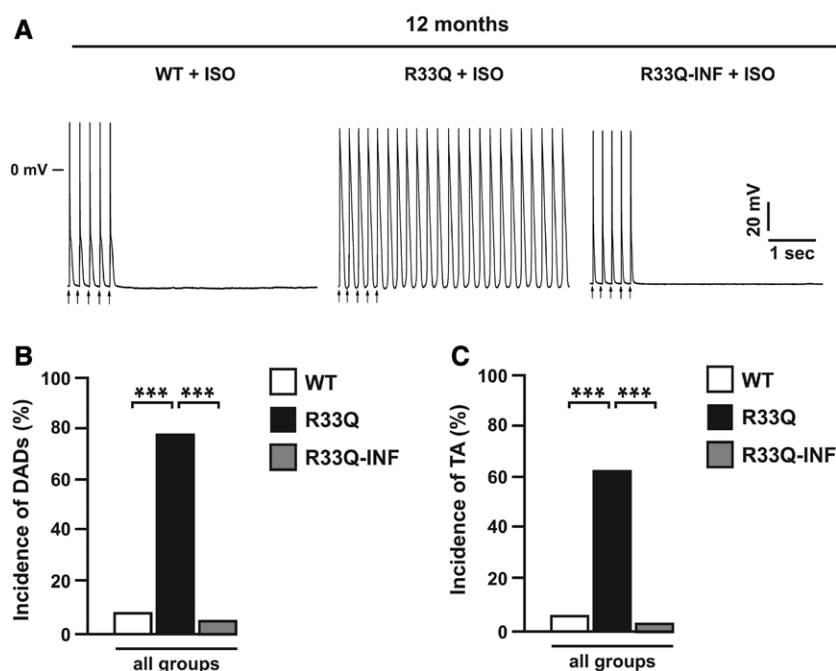 A
12 months
WT + ISO
R33Q + ISO
R33Q-INF + ISO
0 mV
20 mV
1 sec
B
Incidence of DADs (%)
100
80
60
40
20
0
*** ***
all groups
WT
R33Q
R33Q-INF
C
Incidence of TA (%)
100
80
60
40
20
0
*** ***
all groups
WT
R33Q
R33Q-INF